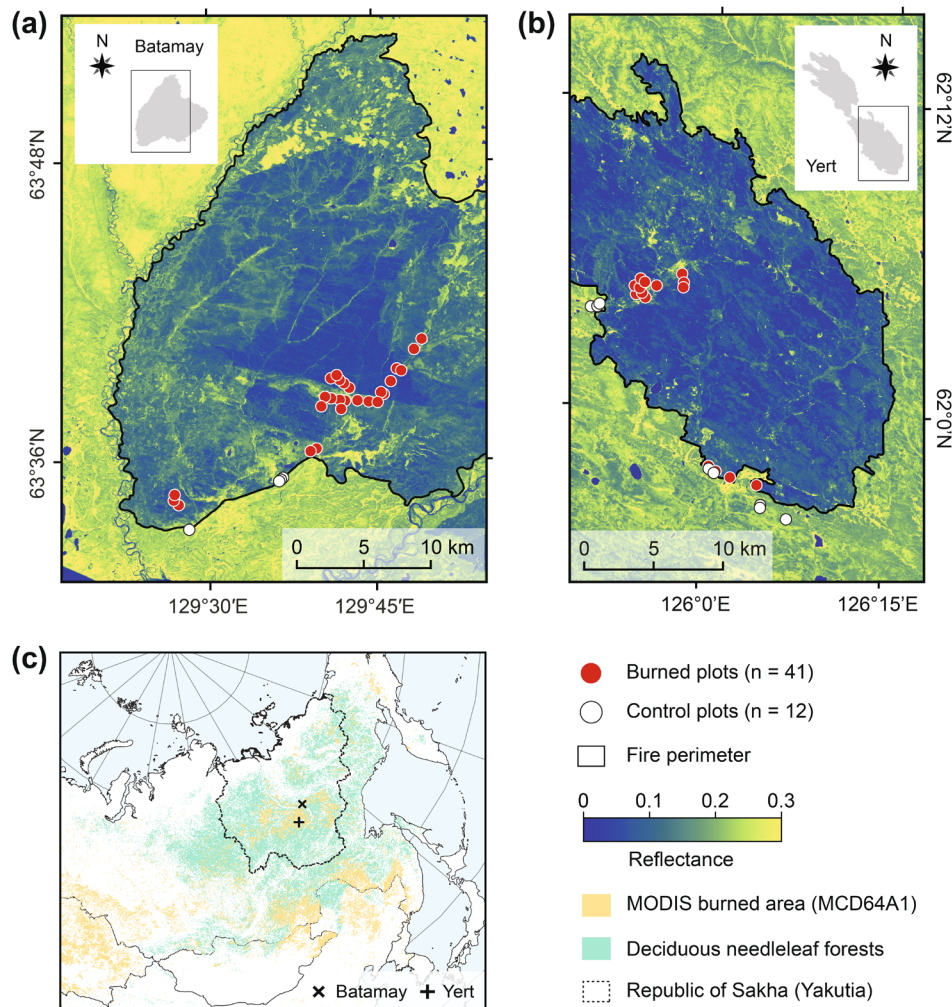 (a)
N
Batamay
63°48'N
63°36'N
0 5 10 km
129°30'E 129°45'E
(b)
N
Yert
62°12'N
62°0'N
0 5 10 km
126°0'E 126°15'E
(c)
Batamay Yert
Burned plots (n = 41)
Control plots (n = 12)
Fire perimeter
0 0.1 0.2 0.3
Reflectance
MODIS burned area (MCD64A1)
Deciduous needleleaf forests
Republic of Sakha (Yakutia)